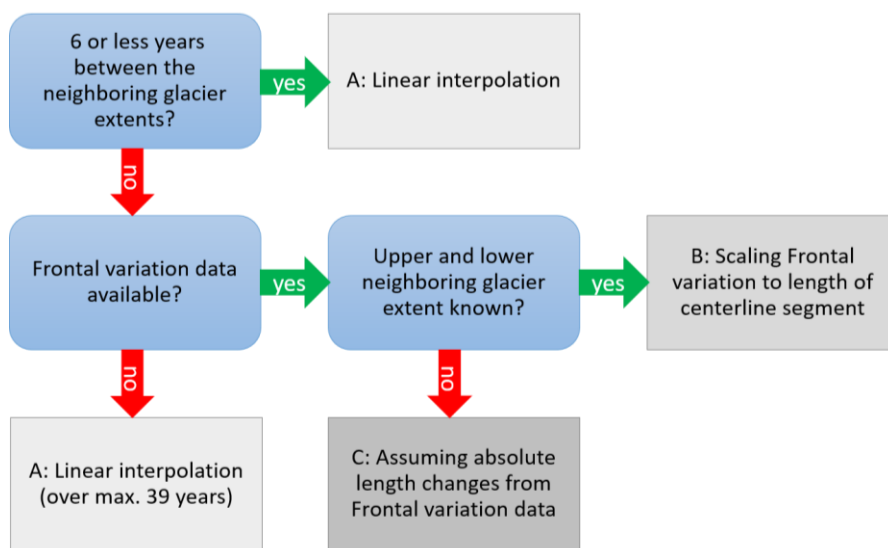 6 or less years
between the
neighboring glacier
extents?
yes
A: Linear interpolation
no
Frontal variation data
available?
yes
Upper and lower
neighboring glacier
extent known?
yes
B: Scaling Frontal
variation to length of
centerline segment
no
no
A: Linear interpolation
(over max. 39 years)
C: Assuming absolute
length changes from
Frontal variation data